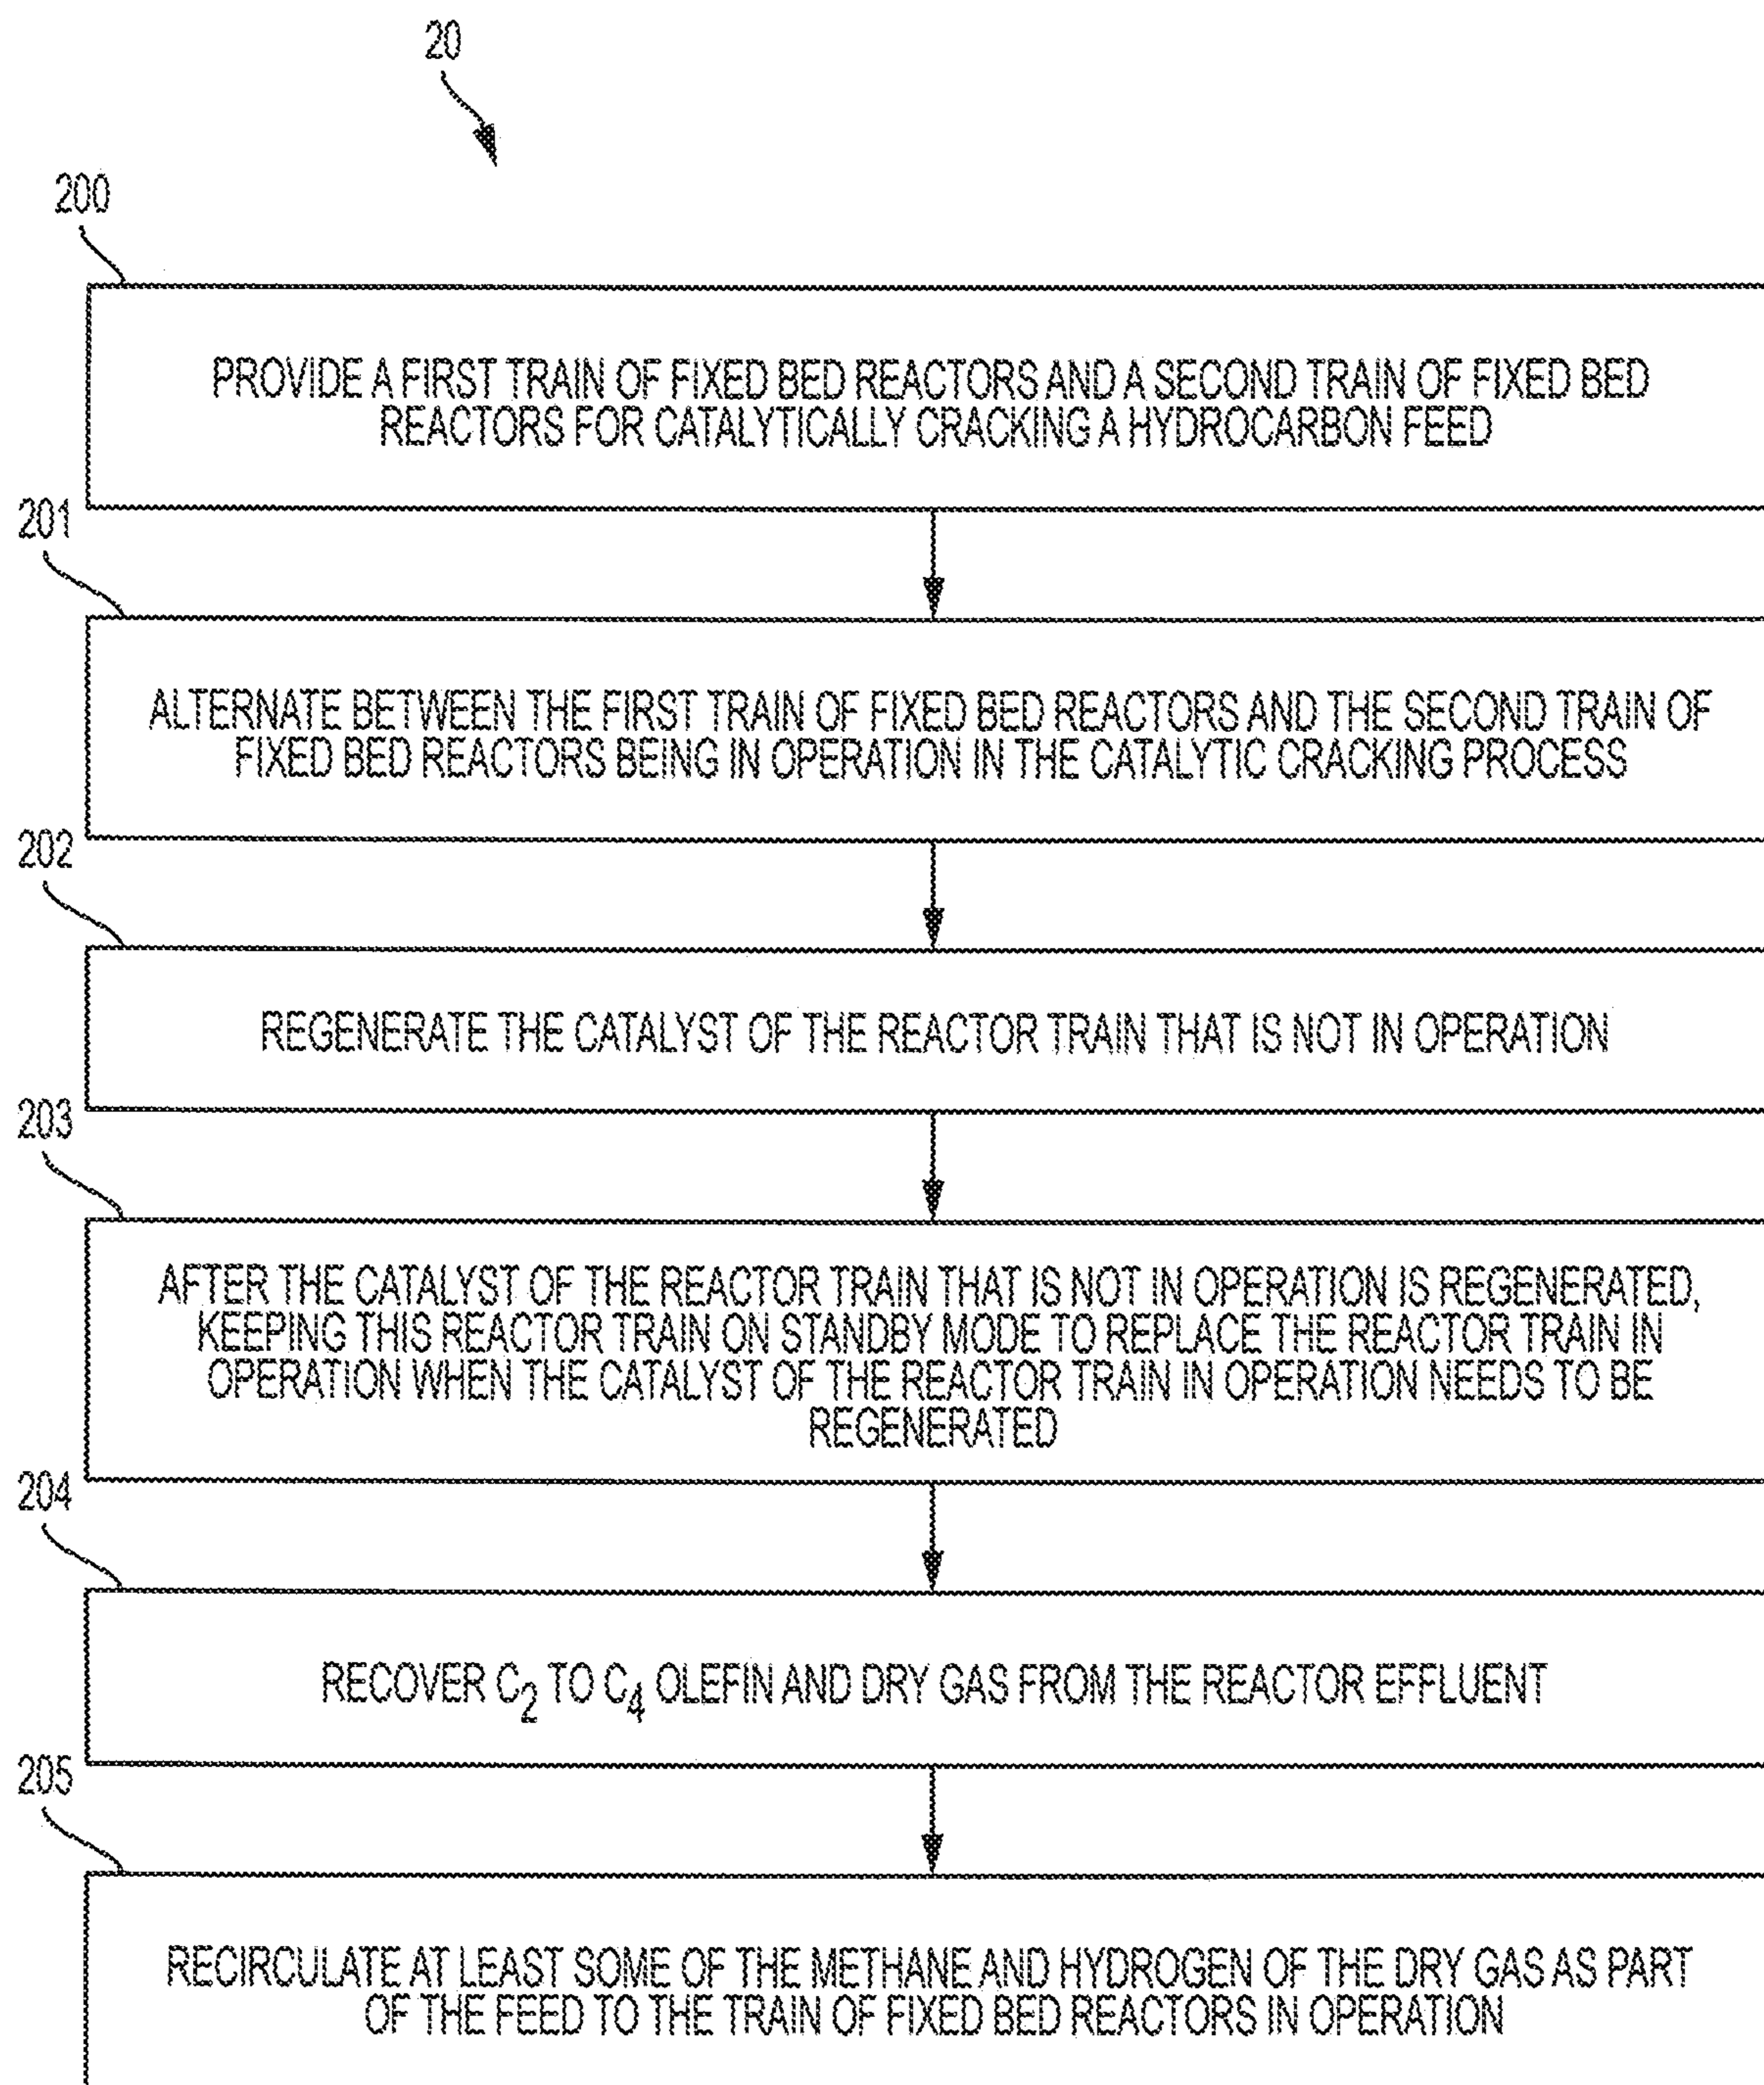 20
200
PROVIDE A FIRST TRAIN OF FIXED BED REACTORS AND A SECOND TRAIN OF FIXED BED
REACTORS FOR CATALYTICALLY CRACKING A HYDROCARBON FEED
201
ALTERNATE BETWEEN THE FIRST TRAIN OF FIXED BED REACTORS AND THE SECOND TRAIN OF
FIXED BED REACTORS BEING IN OPERATION IN THE CATALYTIC CRACKING PROCESS
202
REGENERATE THE CATALYST OF THE REACTOR TRAIN THAT IS NOT IN OPERATION
203
AFTER THE CATALYST OF THE REACTOR TRAIN THAT IS NOT IN OPERATION IS REGENERATED,
KEEPING THIS REACTOR TRAIN ON STANDBY MODE TO REPLACE THE REACTOR TRAIN IN
OPERATION WHEN THE CATALYST OF THE REACTOR TRAIN IN OPERATION NEEDS TO BE
REGENERATED
204
RECOVER C2 TO C4 OLEFIN AND DRY GAS FROM THE REACTOR EFFLUENT
205
RECIRCULATE AT LEAST SOME OF THE METHANE AND HYDROGEN OF THE DRY GAS AS PART
OF THE FEED TO THE TRAIN OF FIXED BED REACTORS IN OPERATION